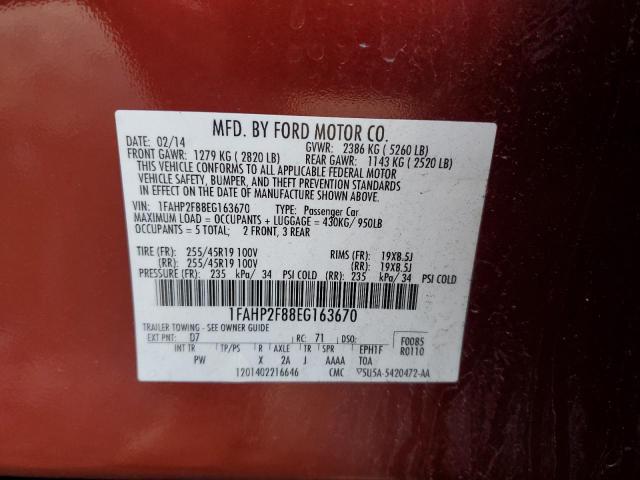 MFD. BY FORD MOTOR CO.
DATE: 02/14 GVWR: 2386 KG ( 5260 LB)
FRONT GAWR: 1279 KG ( 2820 LB) REAR GAWR: 1143 KG ( 2520 LB)
THIS VEHICLE CONFORMS TO ALL APPLICABLE FEDERAL MOTOR
VEHICLE SAFETY, BUMPER, AND THEFT PREVENTION STANDARDS
IN EFFECT ON THE DATE OF MANUFACTURE SHOWN ABOVE.
VIN: 1FAHP2F88EG163670 TYPE: Passenger Car
MAXIMUM LOAD = OCCUPANTS + LUGGAGE = 430KG/ 950LB
OCCUPANTS = 5 TOTAL; 2 FRONT, 3 REAR
TIRE (FR): 255/45R19 100V RIMS (FR): 19X8.5J
(RR): 255/45R19 100V (RR): 19X8.5J
PRESSURE (FR): 235 kPa/ 34 PSI COLD (RR): 235 kPa/ 34 PSI COLD
1FAHP2F88EG163670
TRAILER TOWING - SEE OWNER GUIDE
EXT PNT: D7 RC: 71 DSO: F0085
INT TR TP/PS R AXLE TR SPR EPH1F R0110
PW X 2A J AAAA TOA
1201402216646 CMC 5U5A-5420472-AA